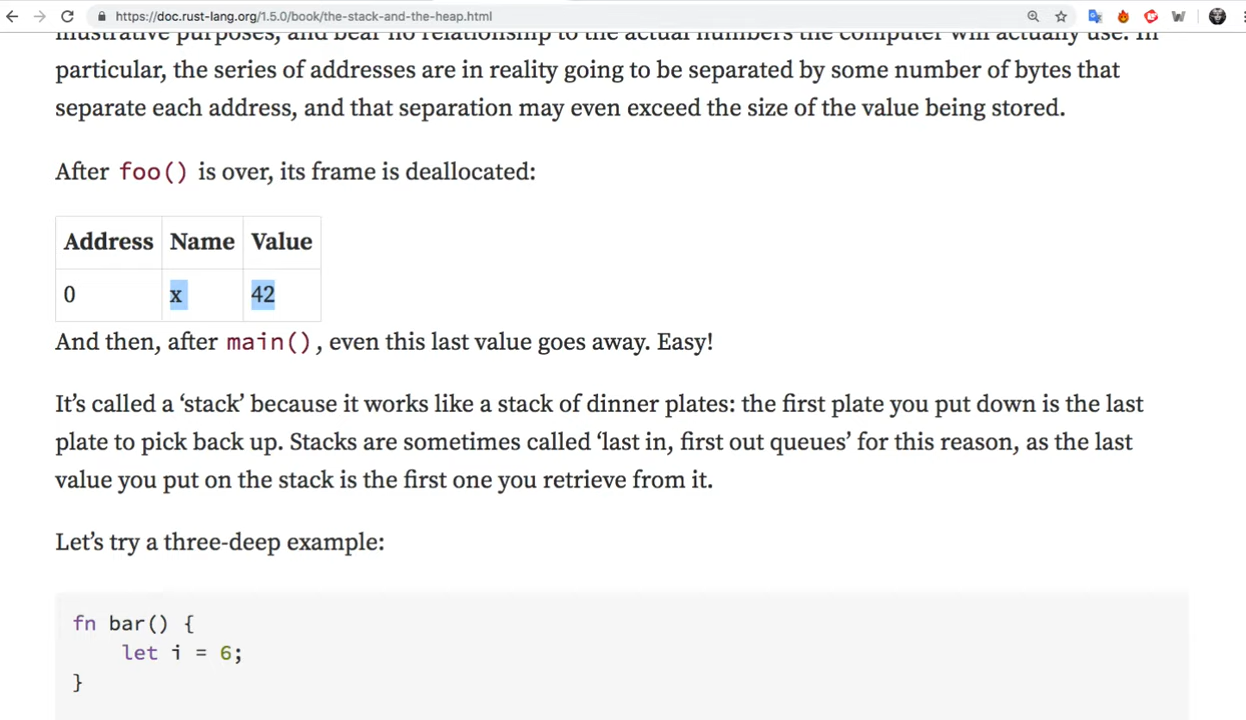 https://doc.rust-lang.org/1.5.0/book/the-stack-and-the-heap.html
illustrative purposes, and bear no relationship to the actual numbers the computer will actually use. In
particular, the series of addresses are in reality going to be separated by some number of bytes that
separate each address, and that separation may even exceed the size of the value being stored.
After foo() is over, its frame is deallocated:
Address Name Value
0 x 42
And then, after main(), even this last value goes away. Easy!
It’s called a ‘stack’ because it works like a stack of dinner plates: the first plate you put down is the last
plate to pick back up. Stacks are sometimes called ‘last in, first out queues’ for this reason, as the last
value you put on the stack is the first one you retrieve from it.
Let’s try a three-deep example:
fn bar() {
    let i = 6;
}